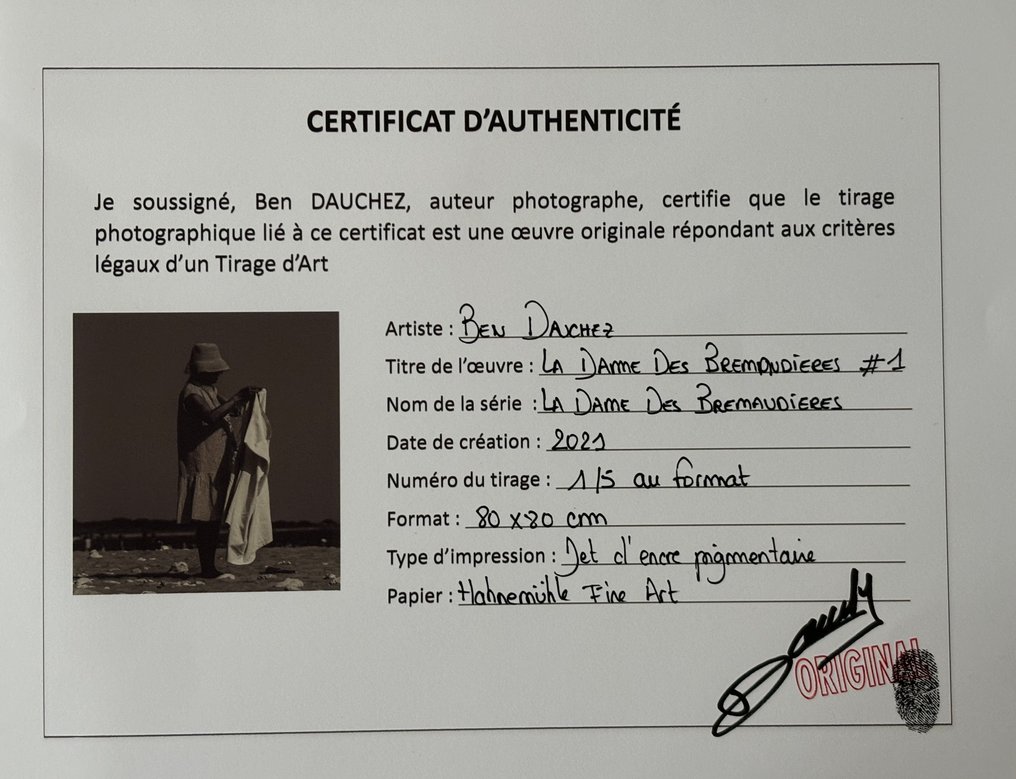 CERTIFICAT D'AUTHENTICITÉ
Je soussigné, Ben DAUCHEZ, auteur photographe, certifie que le tirage
photographique lié à ce certificat est une œuvre originale répondant aux critères
légaux d'un Tirage d'Art
Artiste : BEN DAUCHEZ
Titre de l'œuvre : LA DAME DES BREMAUDIERES #1
Nom de la série : LA DAME DES BREMAUDIERES
Date de création : 2021
Numéro du tirage : 1/5 au format
Format : 80 x80 cm
Type d'impression : Jet d'encre pigmentaire
Papier : Hahnemühle Fine Art
ORIGINAL